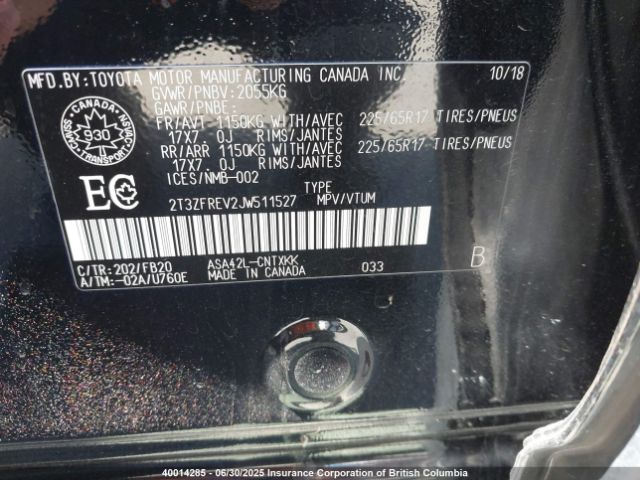 MFD.BY:TOYOTA MOTOR MANUFACTURING CANADA INC 10/18
GVWR/PNBV:2055KG
GAWR/PNBE:
FR/AVT 1150KG WITH/AVEC 225/65R17 TIRES/PNEUS
17X7 0J RIMS/JANTES
RR/ARR 1150KG WITH/AVEC 225/65R17 TIRES/PNEUS
17X7 0J RIMS/JANTES
ICES/NMB-002
CANADA
CMVSS NSVAC
930
TRANSPORT
EC
TYPE
2T3ZFREV2JW511527 MPV/VTUM
C/TR:202/FB20 ASA42L-CNTXKK 033 B
A/TM:-02A/U760E MADE IN CANADA
40014285 - 06/30/2025 Insurance Corporation of British Columbia